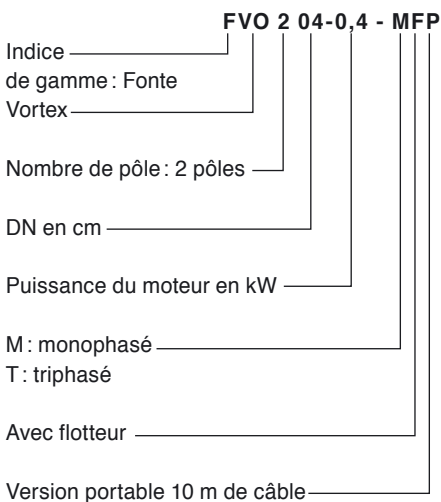 FVO 2 04-0,4 - MFP
Indice
de gamme : Fonte
Vortex
Nombre de pôle : 2 pôles
DN en cm
Puissance du moteur en kW
M : monophasé
T : triphasé
Avec flotteur
Version portable 10 m de câble